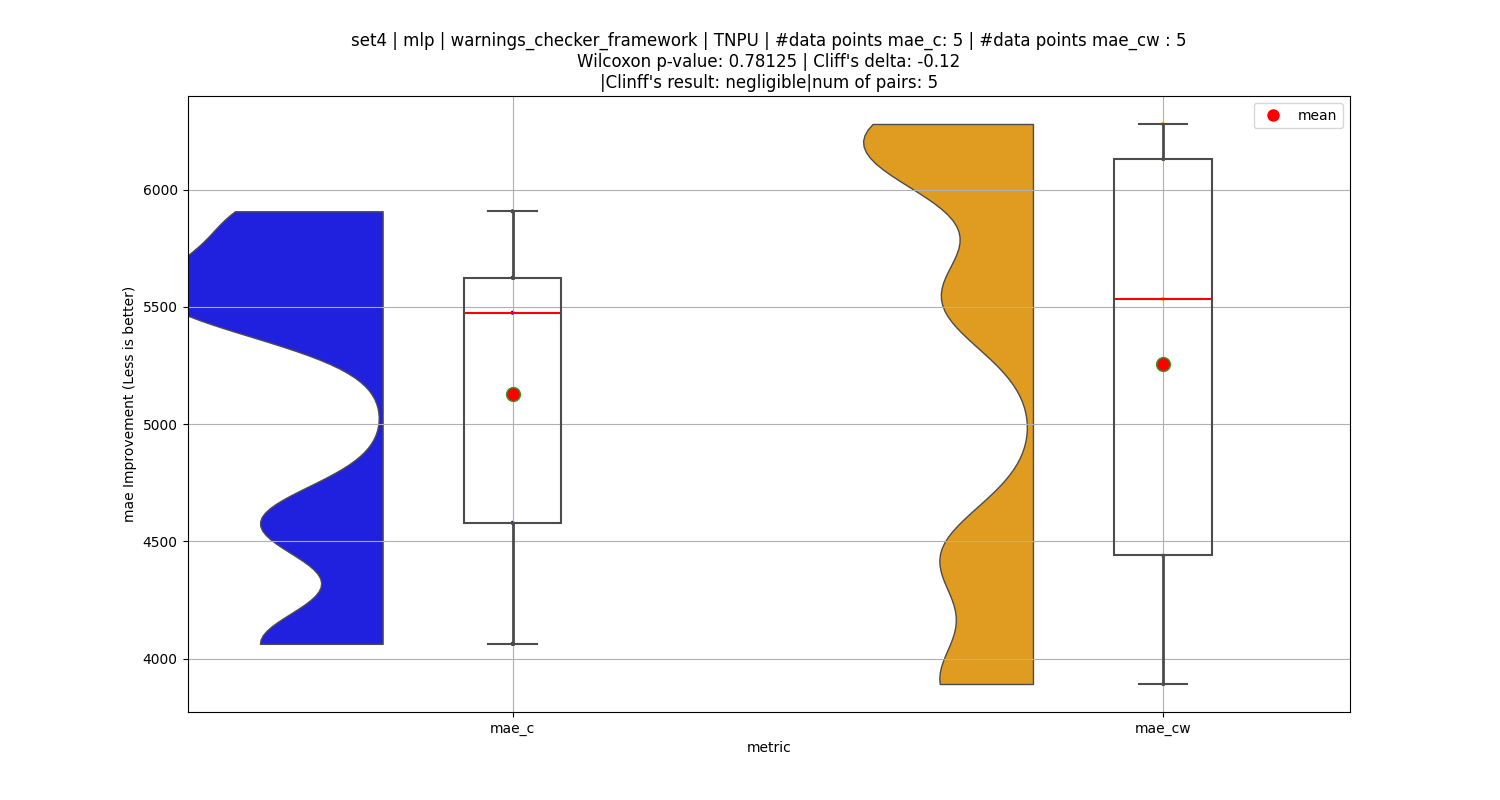 set4 | mlp | warnings_checker_framework | TNPU | #data points mae_c: 5 | #data points mae_cw : 5
Wilcoxon p-value: 0.78125 | Cliff's delta: -0.12
|Clinff's result: negligible|num of pairs: 5
mean
6000
5500
5000
4500
4000
mae Improvement (Less is better)
mae_c
mae_cw
metric